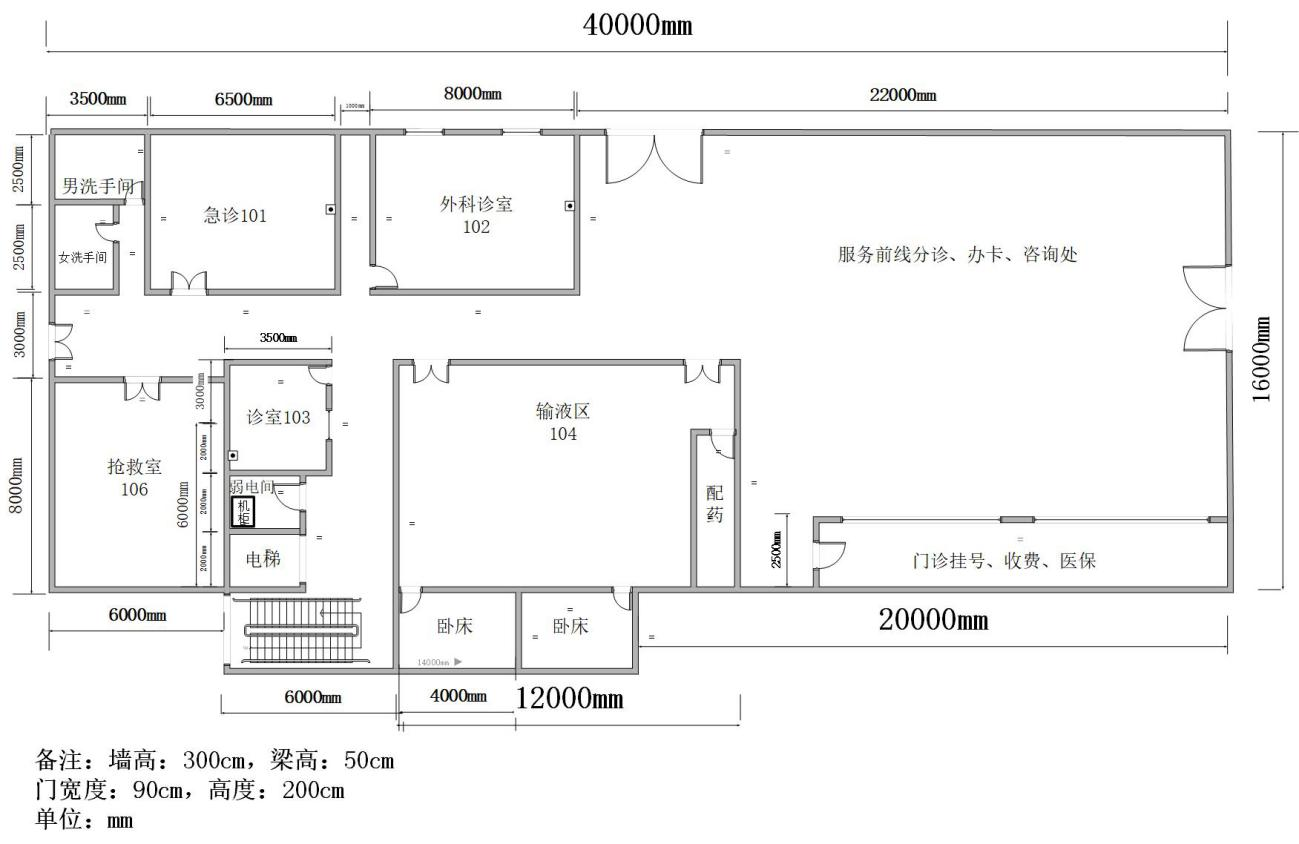 40000mm
3500mm
6500mm
1000mm
8000mm
22000mm
2500mm
男洗手间
急诊101
外科诊室
102
2500mm
女洗手间
服务前线分诊、办卡、咨询处
3000mm
3500mm
16000mm
3000mm
诊室103
输液区
104
2000mm
抢救室
106
8000mm
6000mm
弱电间
机柜
2000mm
配药
2500mm
门诊挂号、收费、医保
电梯
2000mm
6000mm
20000mm
卧床
卧床
14000mm
6000mm
4000mm
12000mm
备注：墙高：300cm，梁高：50cm
门宽度：90cm，高度：200cm
单位：mm